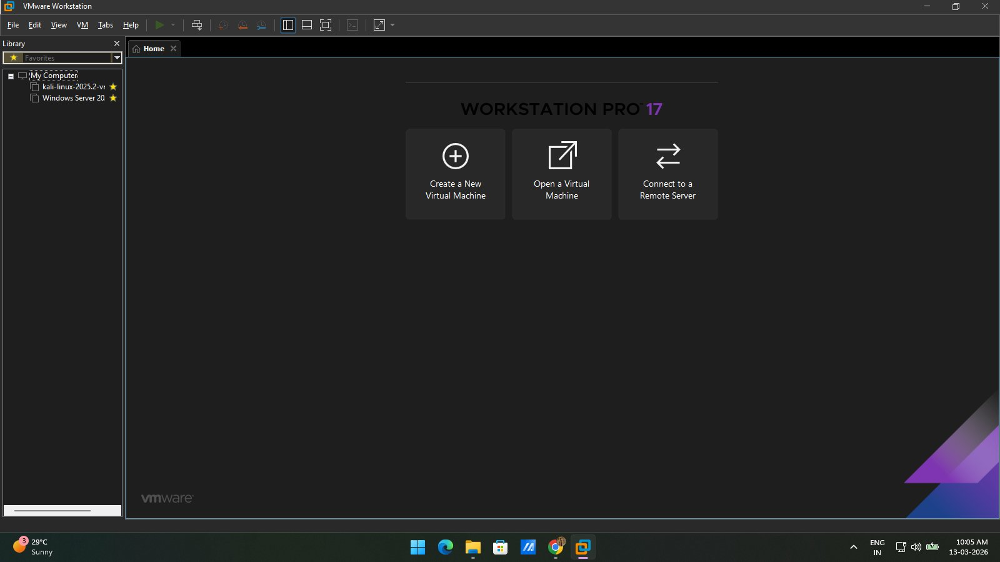 VMware Workstation
File Edit View VM Tabs Help
Library
Home
Favorites
My Computer
kali-linux-2025.2-vr
Windows Server 20
WORKSTATION PRO™ 17
Create a New
Virtual Machine
Open a Virtual
Machine
Connect to a
Remote Server
vmware
3
29°C
Sunny
ENG
IN
10:05 AM
13-03-2026